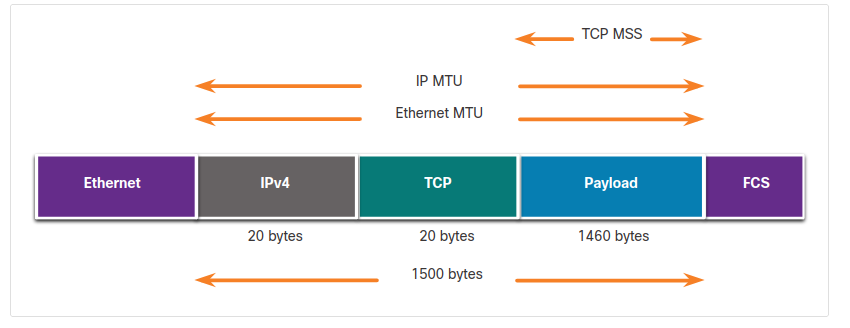 TCP MSS
IP MTU
Ethernet MTU
Ethernet IPv4 TCP Payload FCS
20 bytes 20 bytes 1460 bytes
1500 bytes